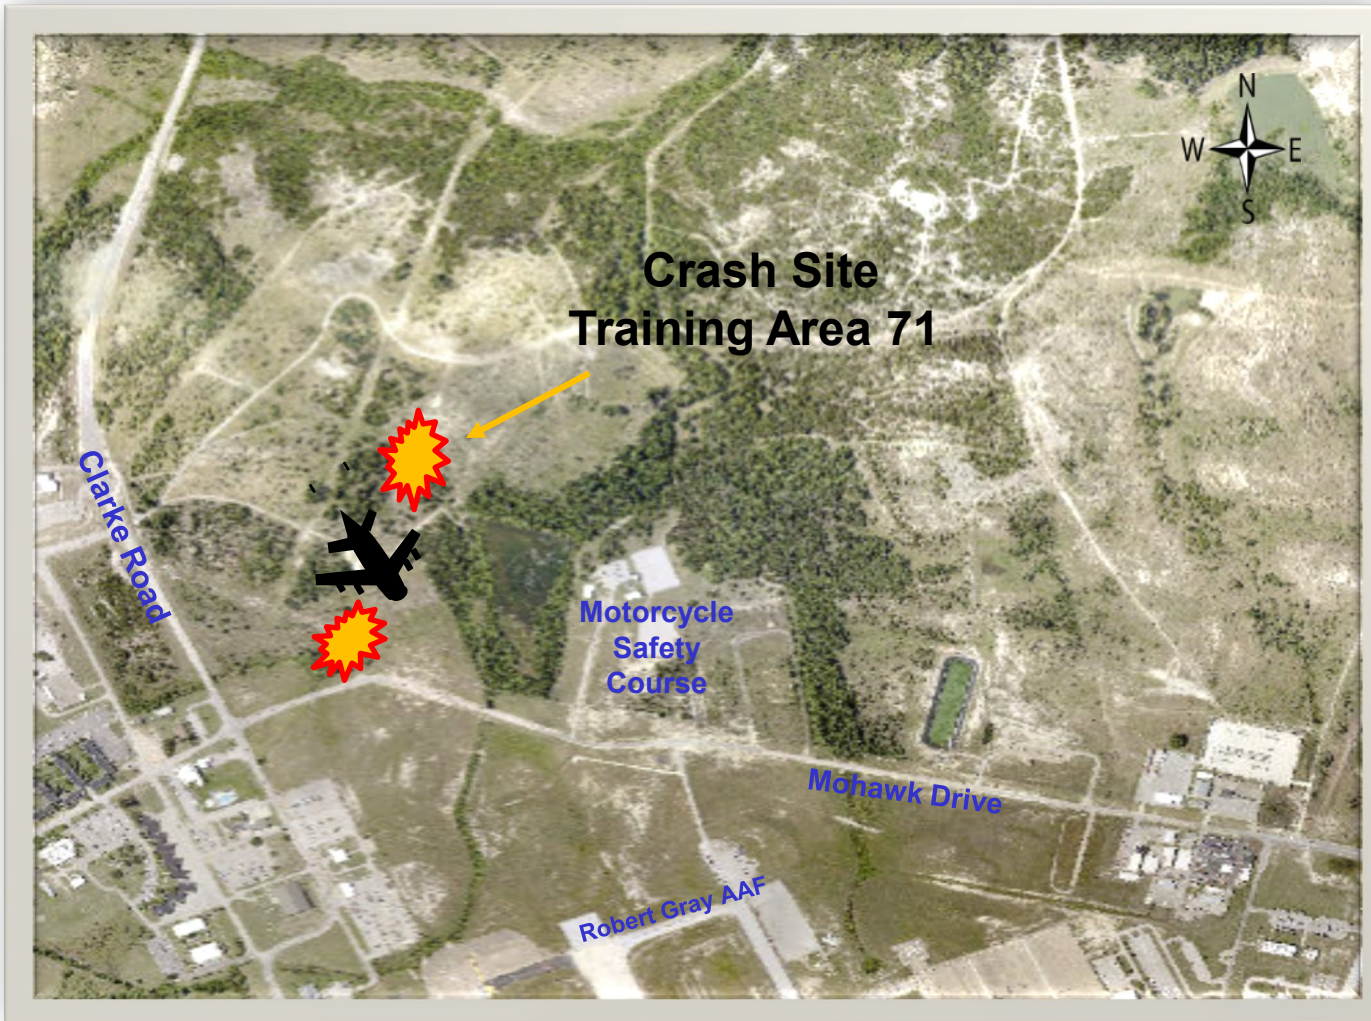 N
W E
S
Crash Site
Training Area 71
Clarke Road
Motorcycle
Safety
Course
Mohawk Drive
Robert Gray AAF